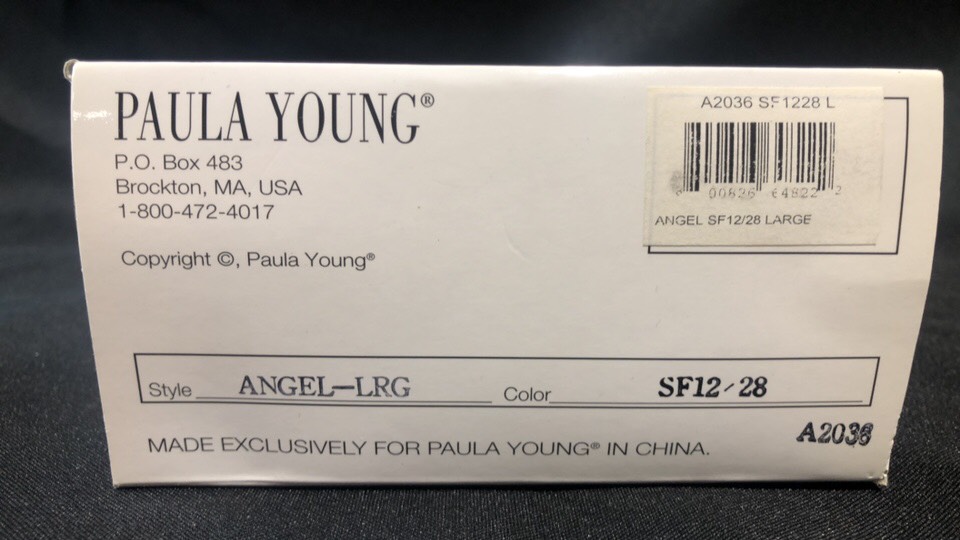 PAULA YOUNG®
P.O. Box 483
Brockton, MA, USA
1-800-472-4017
Copyright ©, Paula Young®
A2036 SF1228 L
00826 64822 2
ANGEL SF12/28 LARGE
Style ANGEL-LRG Color SF12/28
A2036
MADE EXCLUSIVELY FOR PAULA YOUNG® IN CHINA.